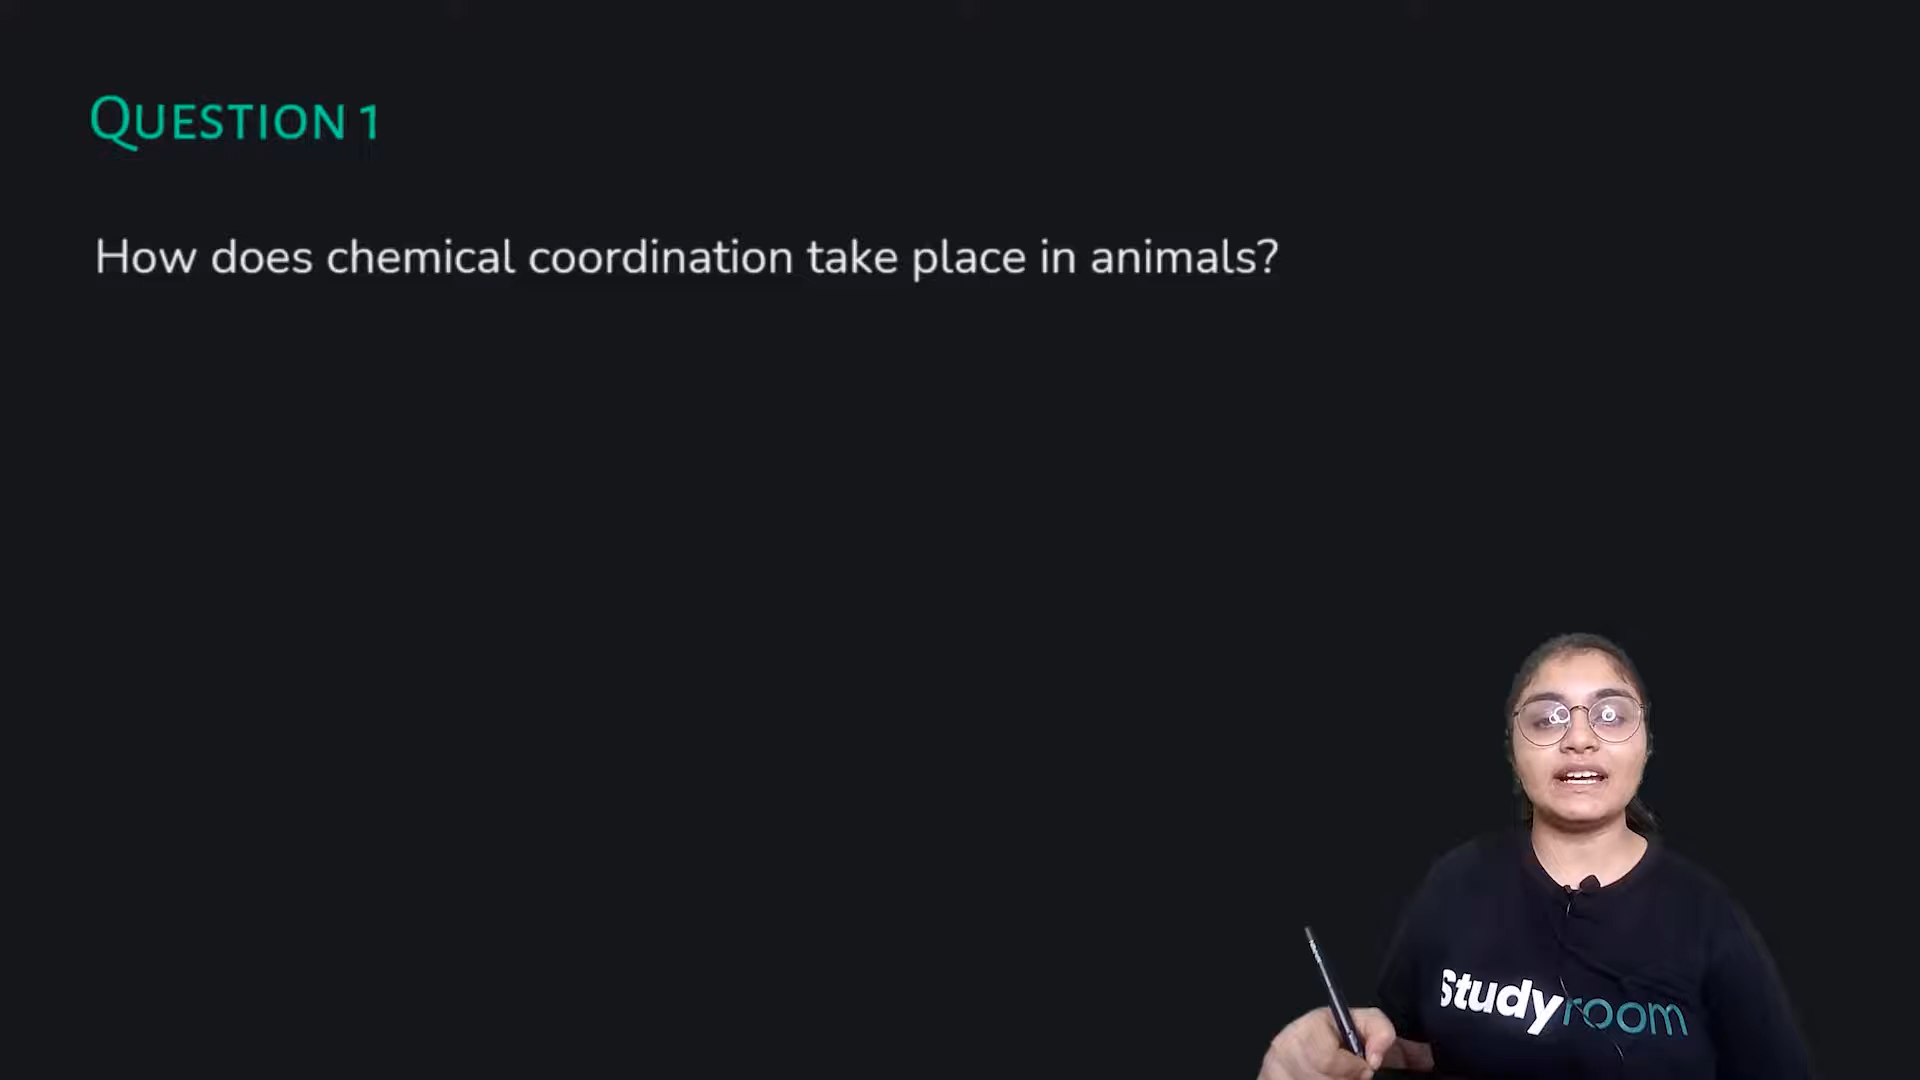 QUESTION 1
How does chemical coordination take place in animals?
Studyroom